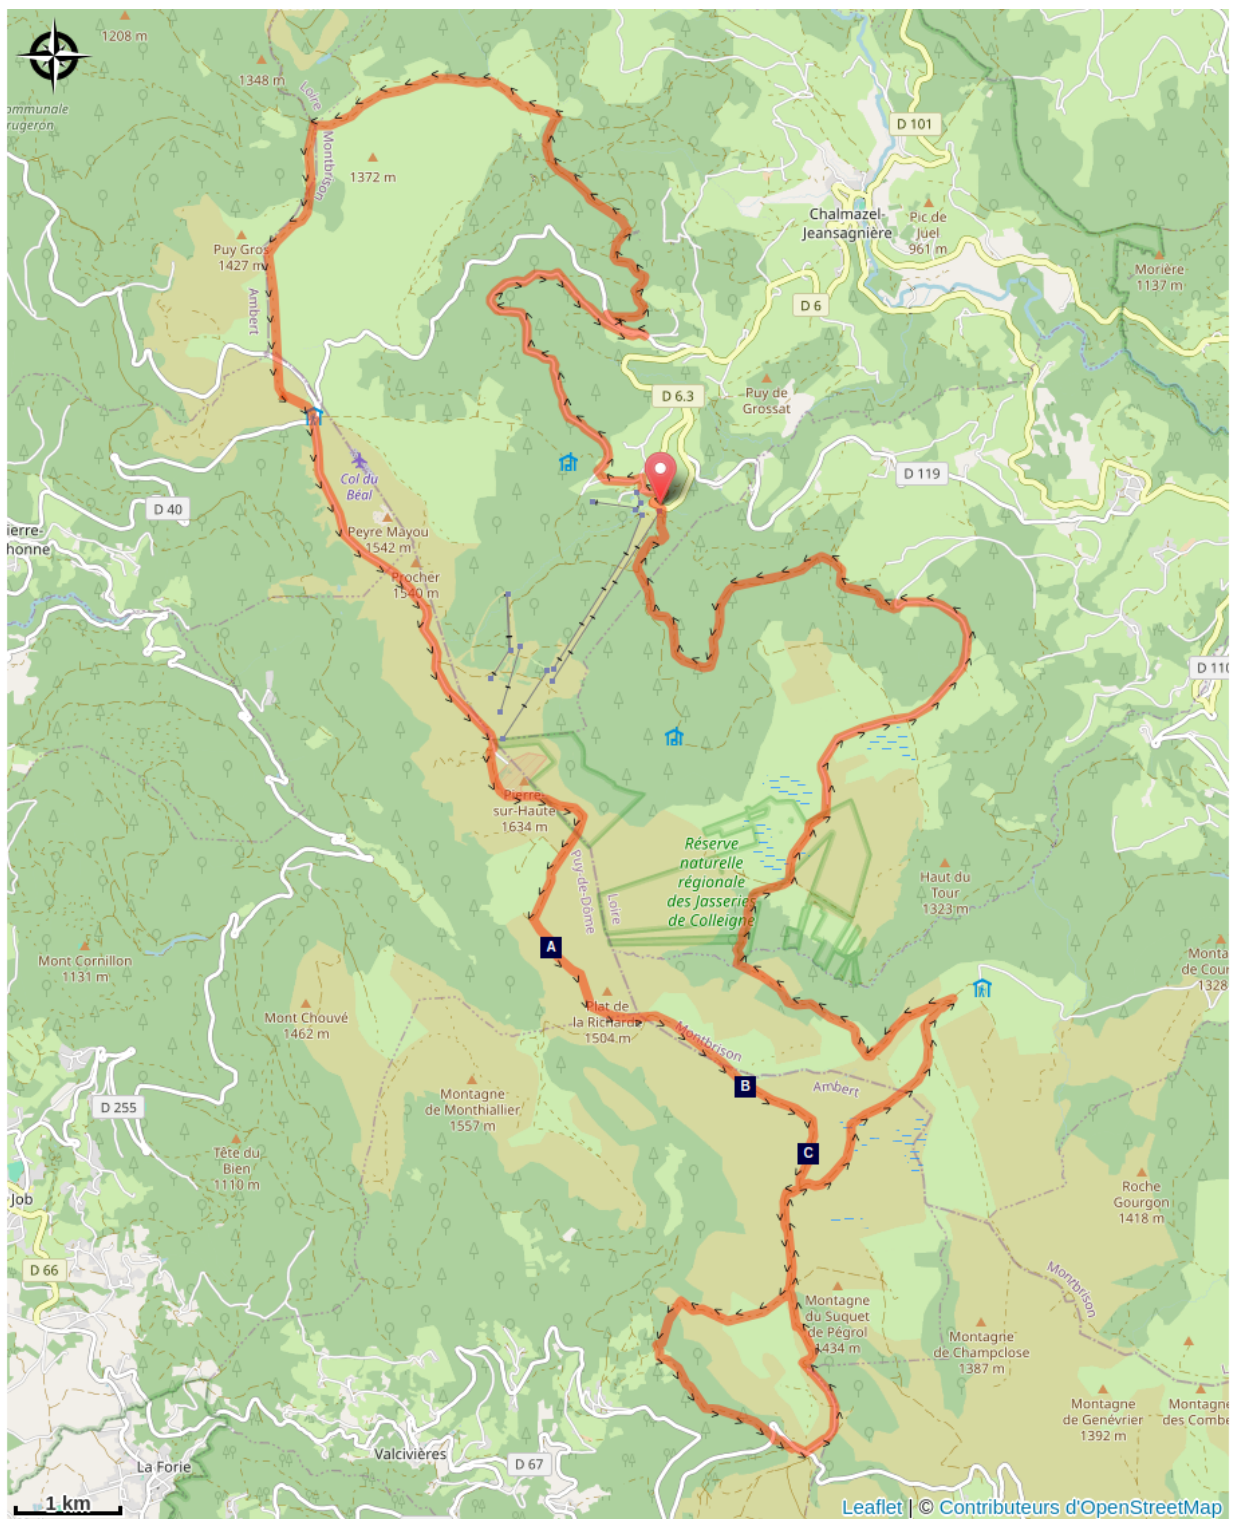 1208 m
1348 m
Loire
ommunale
rugeron
D 101
Montbrison
1372 m
Chalmazel-
Jeansagnière
Pic de
Juel
961 m
Puy Gros
1427 m
Morière
1137 m
Ambert
D 6
D 6.3
Puy de
Grossat
D 119
Col du
Béal
D 40
ierre-
honne
Peyre Mayou
1542 m
Procher
1540 m
D 110
Pierre-
sur-Haute
1634 m
Puy-de-Dôme
Loire
Réserve
naturelle
régionale
des Jasseries
de Colleigne
Haut du
Tour
1323 m
A
Mont Cornillon
1131 m
Monta
de Cour
1328
Mont Chouvé
1462 m
Plat de
la Richarde
1504 m
Montbrison
B
Ambert
Montagne
de Monthiallier
1557 m
D 255
C
Tête du
Bien
1110 m
Job
Roche
Gourgon
1418 m
D 66
Montbrison
Montagne
du Suquet
de Pégrol
1434 m
Montagne
de Champclose
1387 m
Montagne
de Genévrier
1392 m
Montagne
des Combe
Valcivières
D 67
La Forie
1 km
Leaflet | © Contributeurs d'OpenStreetMap